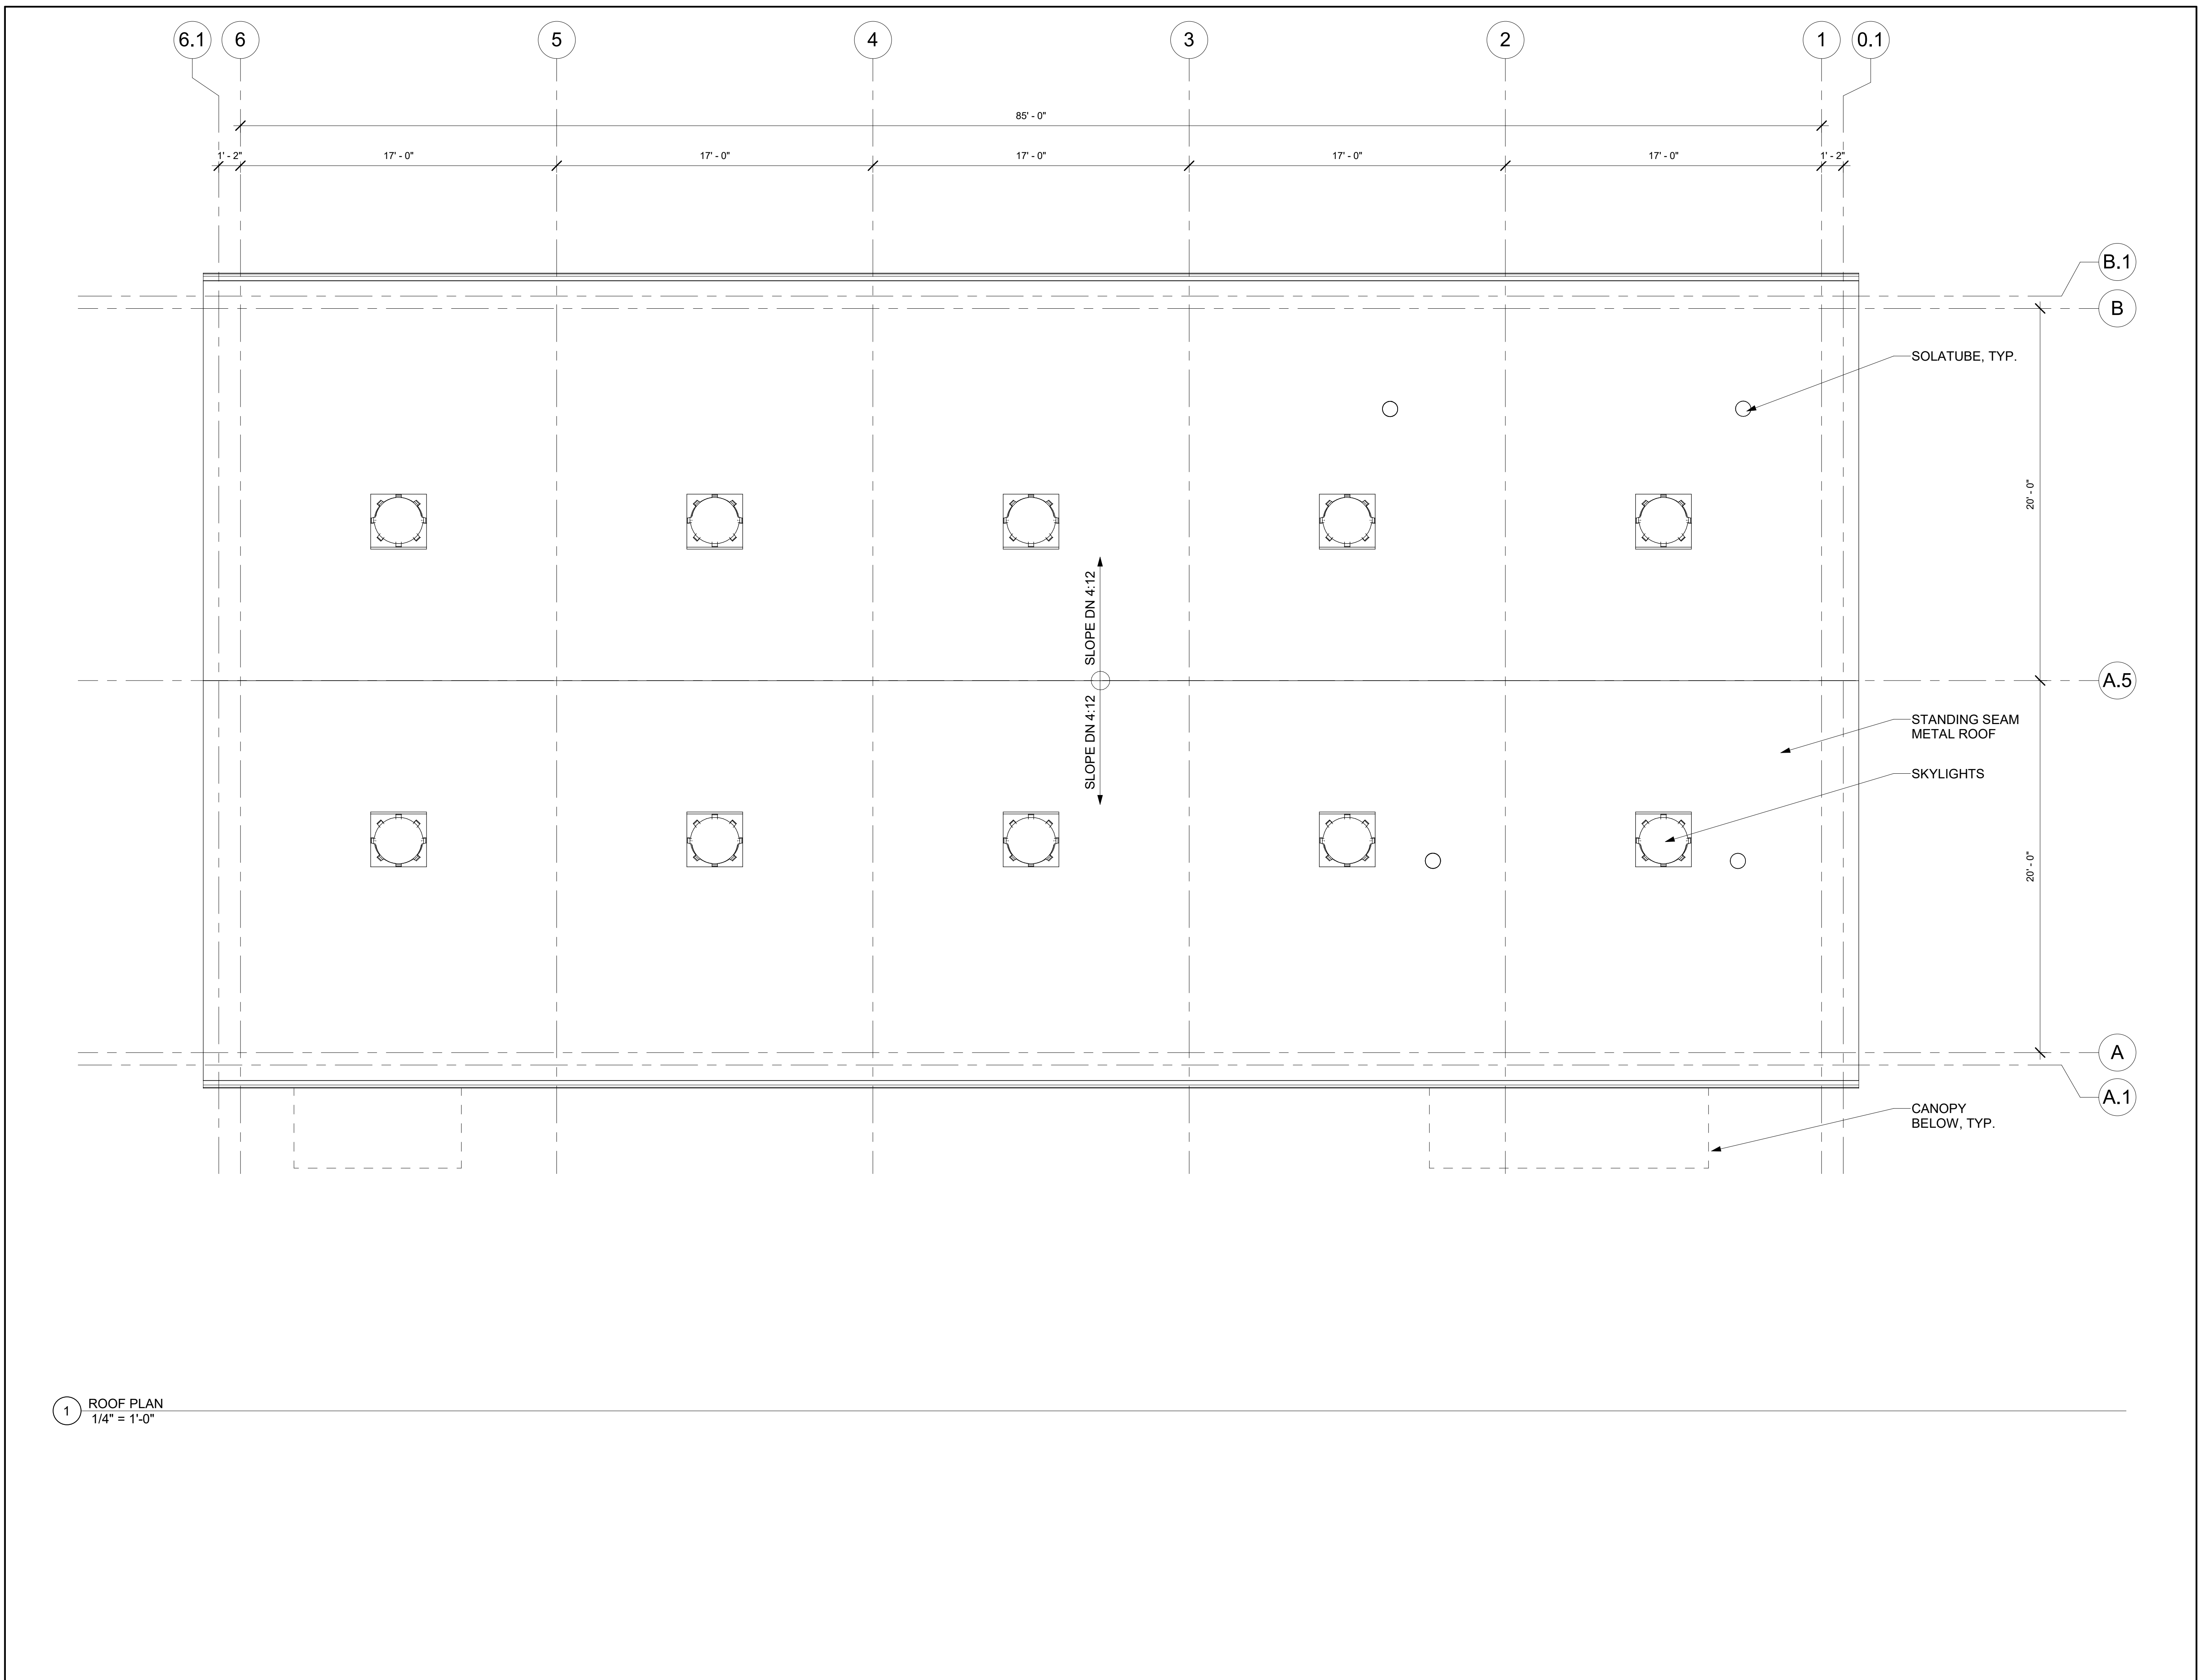 6.1 6 5 4 3 2 1 0.1
85' - 0"
1' - 2" 17' - 0" 17' - 0" 17' - 0" 17' - 0" 17' - 0" 1' - 2"
B.1
B
SOLATUBE, TYP.
20' - 0"
SLOPE DN 4:12
A.5
SLOPE DN 4:12
STANDING SEAM
METAL ROOF
SKYLIGHTS
20' - 0"
A
A.1
CANOPY
BELOW, TYP.
1 ROOF PLAN
1/4" = 1'-0"